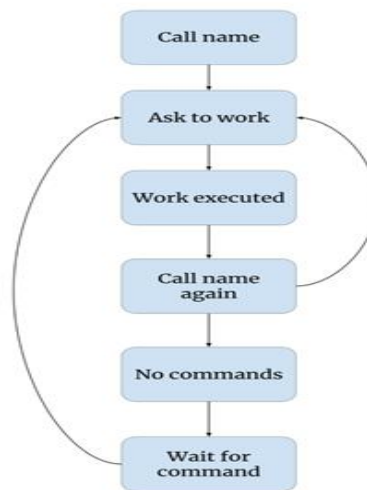 Call name
Ask to work
Work executed
Call name
again
No commands
Wait for
command